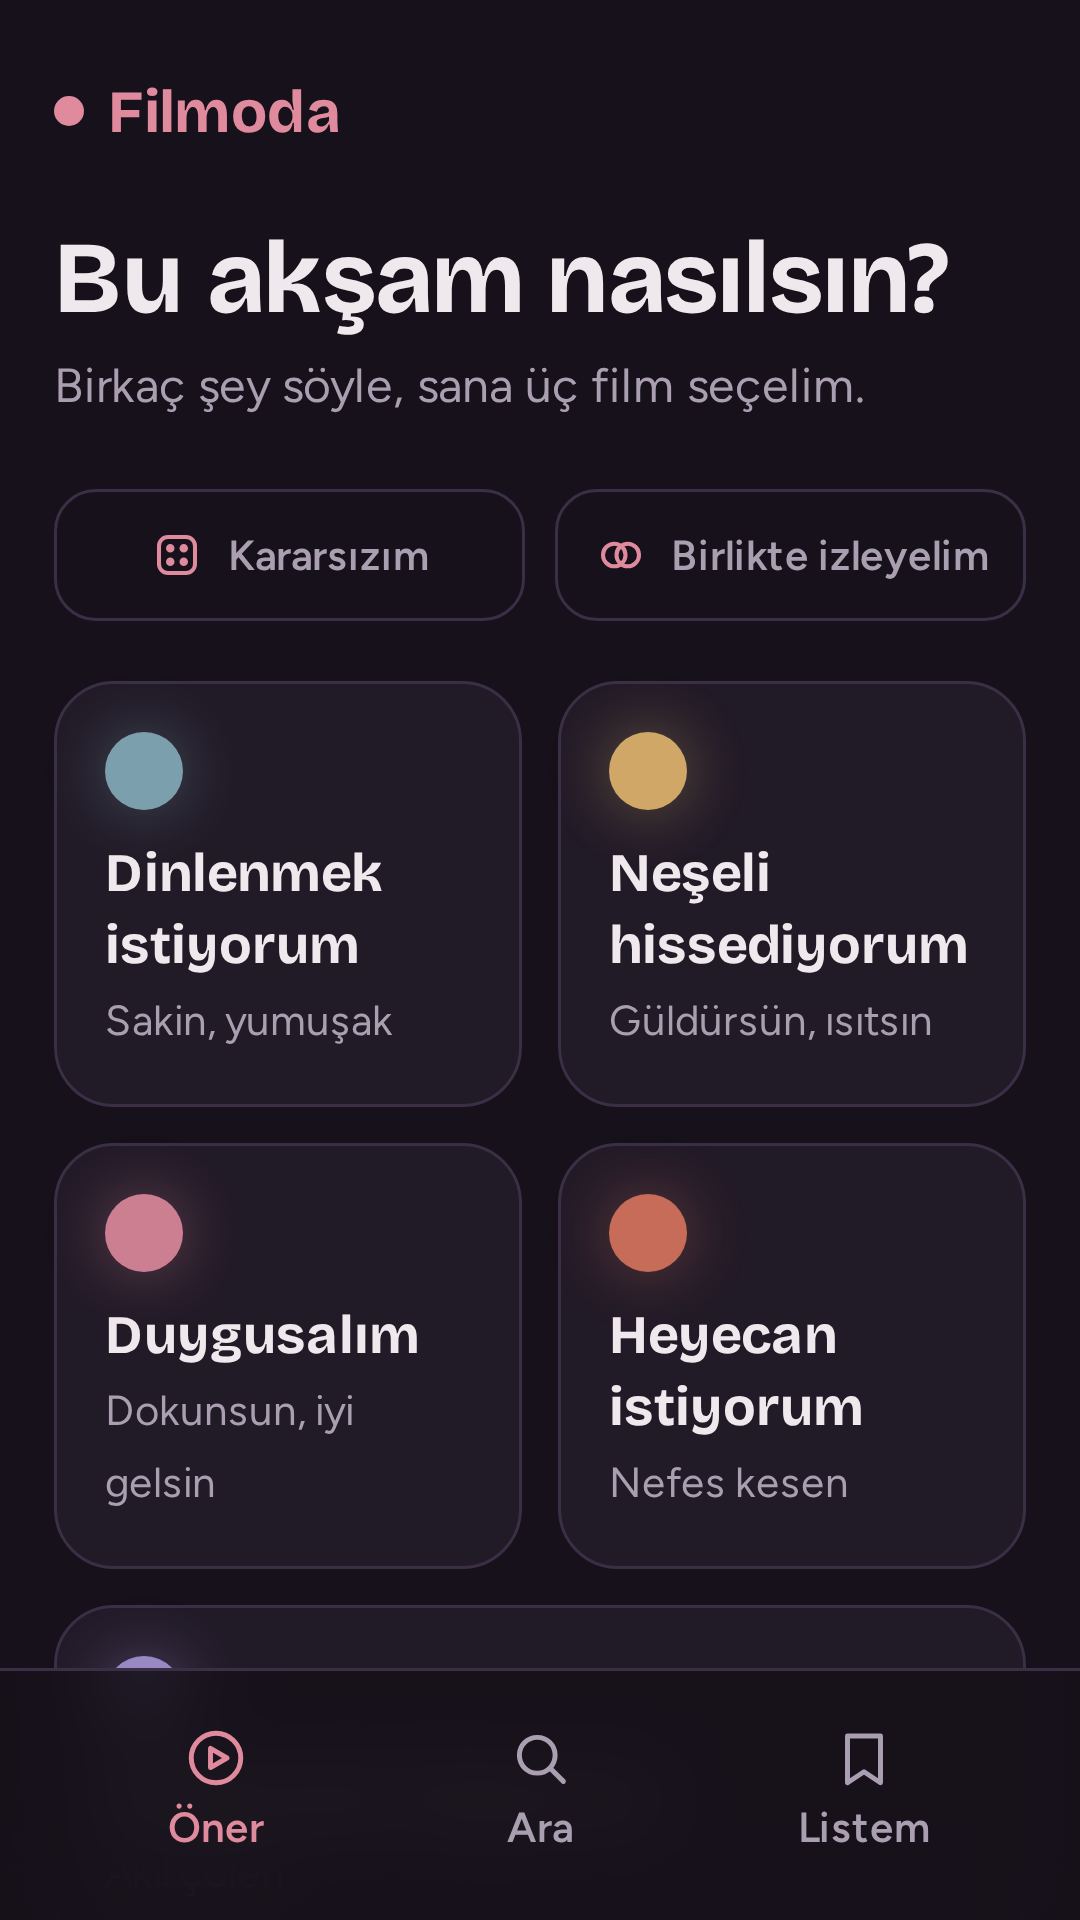 Filmoda
Bu akşam nasılsın?
Birkaç şey söyle, sana üç film seçelim.
Kararsızım
Birlikte izleyelim
Dinlenmek
istiyorum
Sakin, yumuşak
Neşeli
hissediyorum
Güldürsün, ısıtsın
Duygusalım
Dokunsun, iyi
gelsin
Heyecan
istiyorum
Nefes kesen
Öner
Ara
Listem